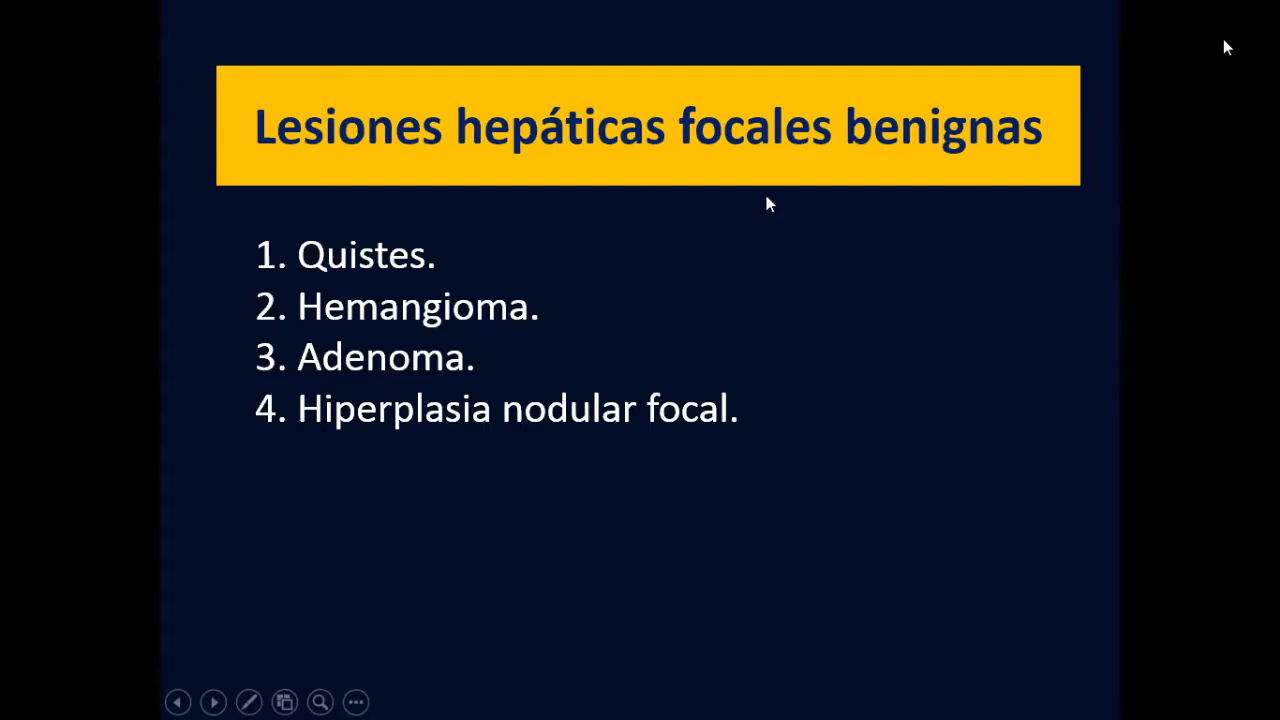 Lesiones hepáticas focales benignas
1. Quistes.
2. Hemangioma.
3. Adenoma.
4. Hiperplasia nodular focal.